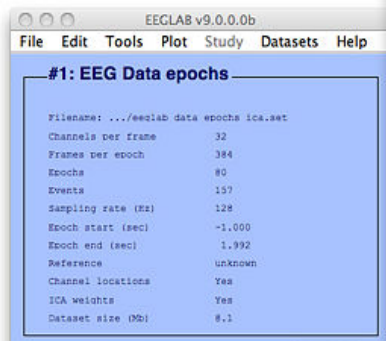 EEGLAB v9.0.0.0b
File Edit Tools Plot Study Datasets Help
#1: EEG Data epochs
Filename: .../eeglab data epochs ica.set
Channels per frame 32
Frames per epoch 384
Epochs 80
Events 157
Sampling rate (Hz) 128
Epoch start (sec) -1.000
Epoch end (sec) 1.992
Reference unknown
Channel locations Yes
ICA weights Yes
Dataset size (Mb) 8.1